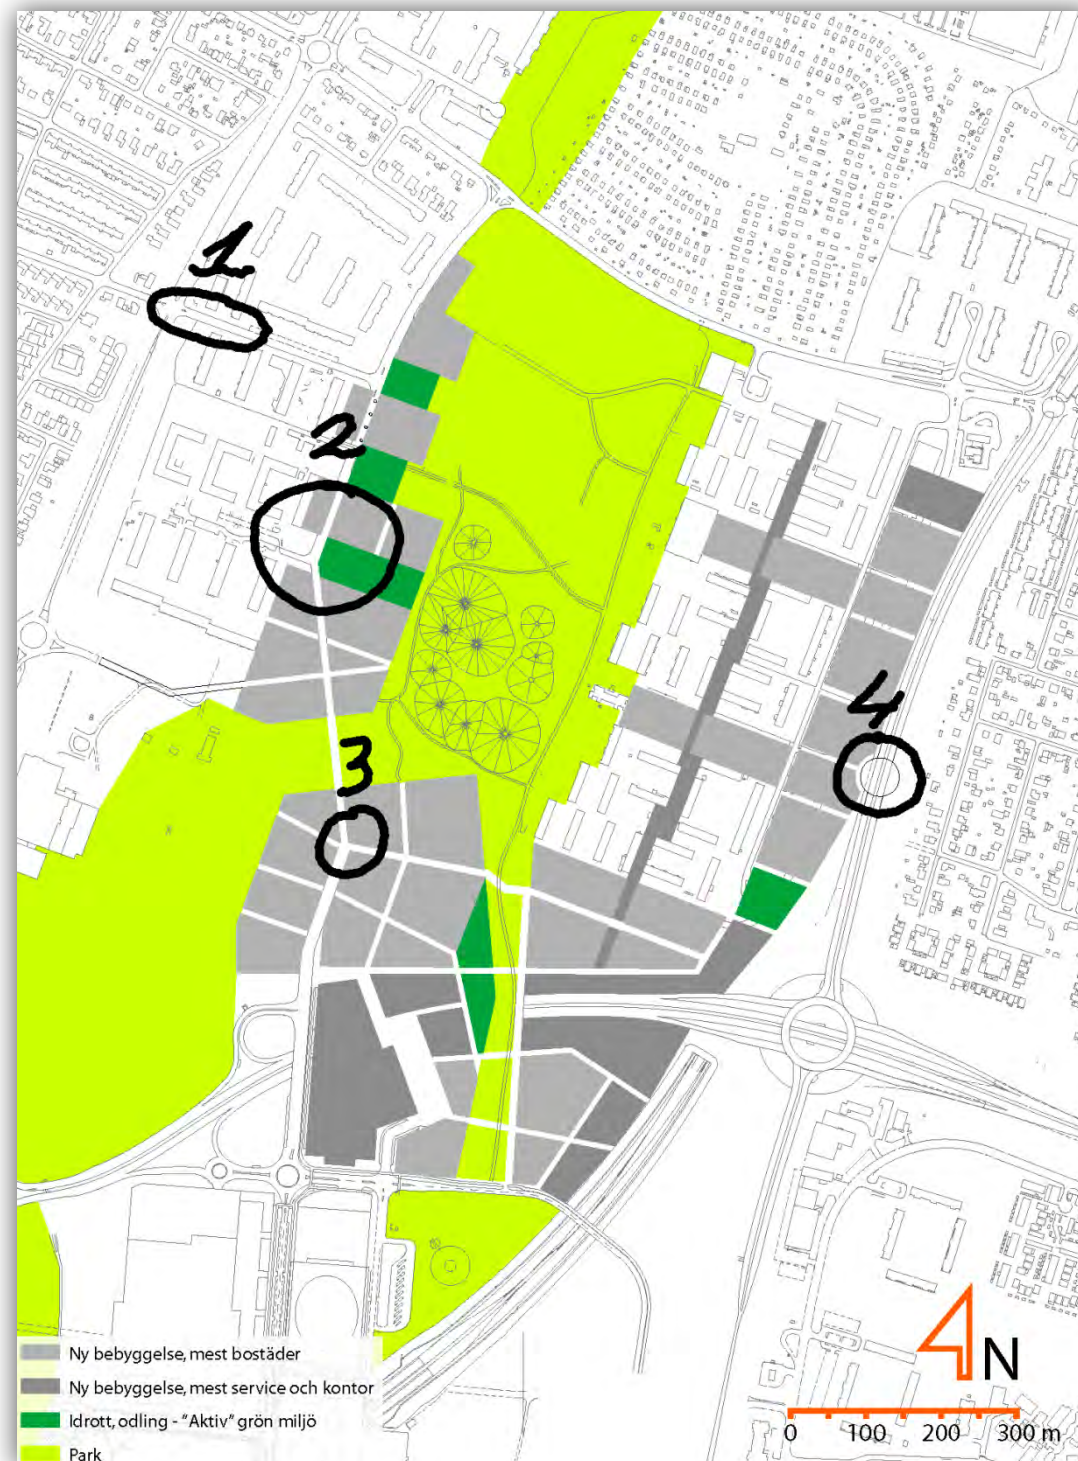 1
2
3
4
N
0 100 200 300 m
Ny bebyggelse, mest bostäder
Ny bebyggelse, mest service och kontor
Idrott, odling - "Aktiv" grön miljö
Park